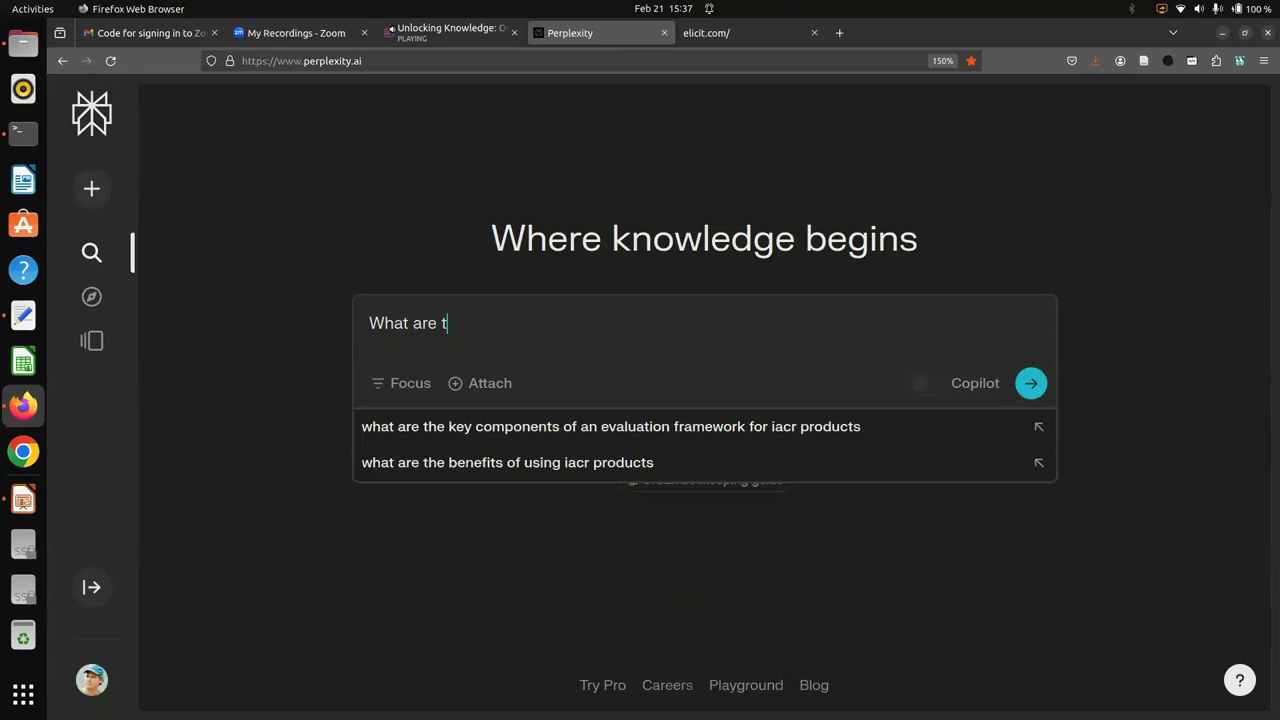 Activities Firefox Web Browser Feb 21 15:37 100 %
Code for signing in to Zo My Recordings - Zoom Unlocking Knowledge: O Perplexity elicit.com/
PLAYING
https://www.perplexity.ai 150%
Where knowledge begins
What are t
Focus Attach Copilot
what are the key components of an evaluation framework for iacr products
what are the benefits of using iacr products
Try Pro Careers Playground Blog ?